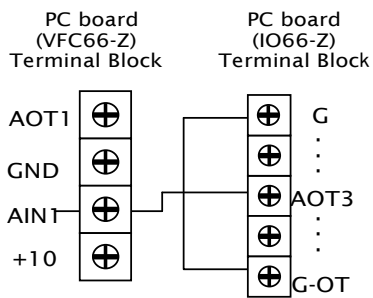 PC board
(VFC66-Z)
Terminal Block
PC board
(IO66-Z)
Terminal Block
AOT1
GND
AIN1
+10
G
AOT3
G-OT